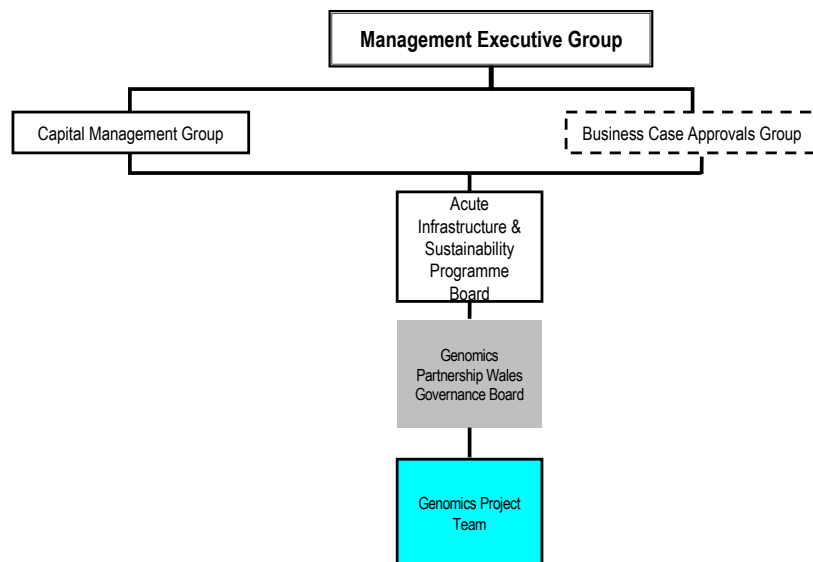 Management Executive Group
Capital Management Group
Business Case Approvals Group
Acute
Infrastructure &
Sustainability
Programme
Board
Genomics
Partnership Wales
Governance Board
Genomics Project
Team